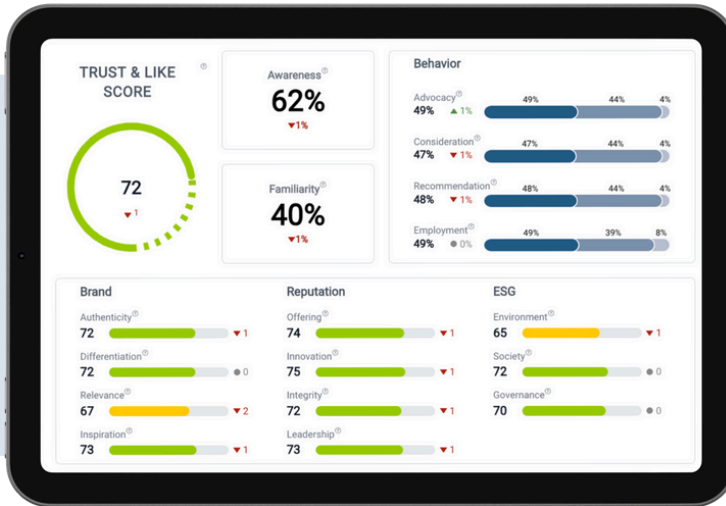 TRUST & LIKE
SCORE
72
▼ 1
Awareness
62%
▼1%
Familiarity
40%
▼1%
Behavior
Advocacy
49% ▲ 1%
49% 44% 4%
Consideration
47% ▼ 1%
47% 44% 4%
Recommendation
48% ▼ 1%
48% 44% 4%
Employment
49% ● 0%
49% 39% 8%
Brand
Authenticity
72 ▼ 1
Differentiation
72 ● 0
Relevance
67 ▼ 2
Inspiration
73 ▼ 1
Reputation
Offering
74 ▼ 1
Innovation
75 ▼ 1
Integrity
72 ▼ 1
Leadership
73 ▼ 1
ESG
Environment
65 ▼ 1
Society
72 ● 0
Governance
70 ● 0